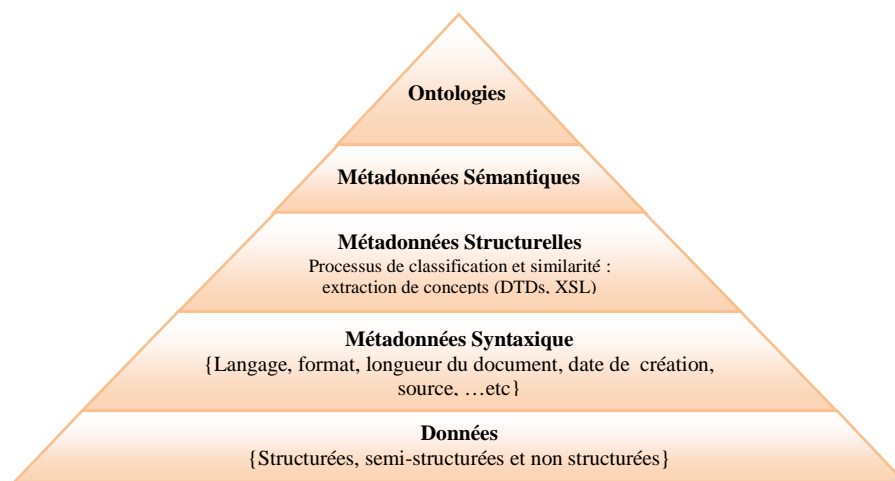 Ontologies
Métadonnées Sémantiques
Métadonnées Structurelles
Processus de classification et similarité :
extraction de concepts (DTDs, XSL)
Métadonnées Syntaxique
{Langage, format, longueur du document, date de création,
source, …etc}
Données
{Structurées, semi-structurées et non structurées}